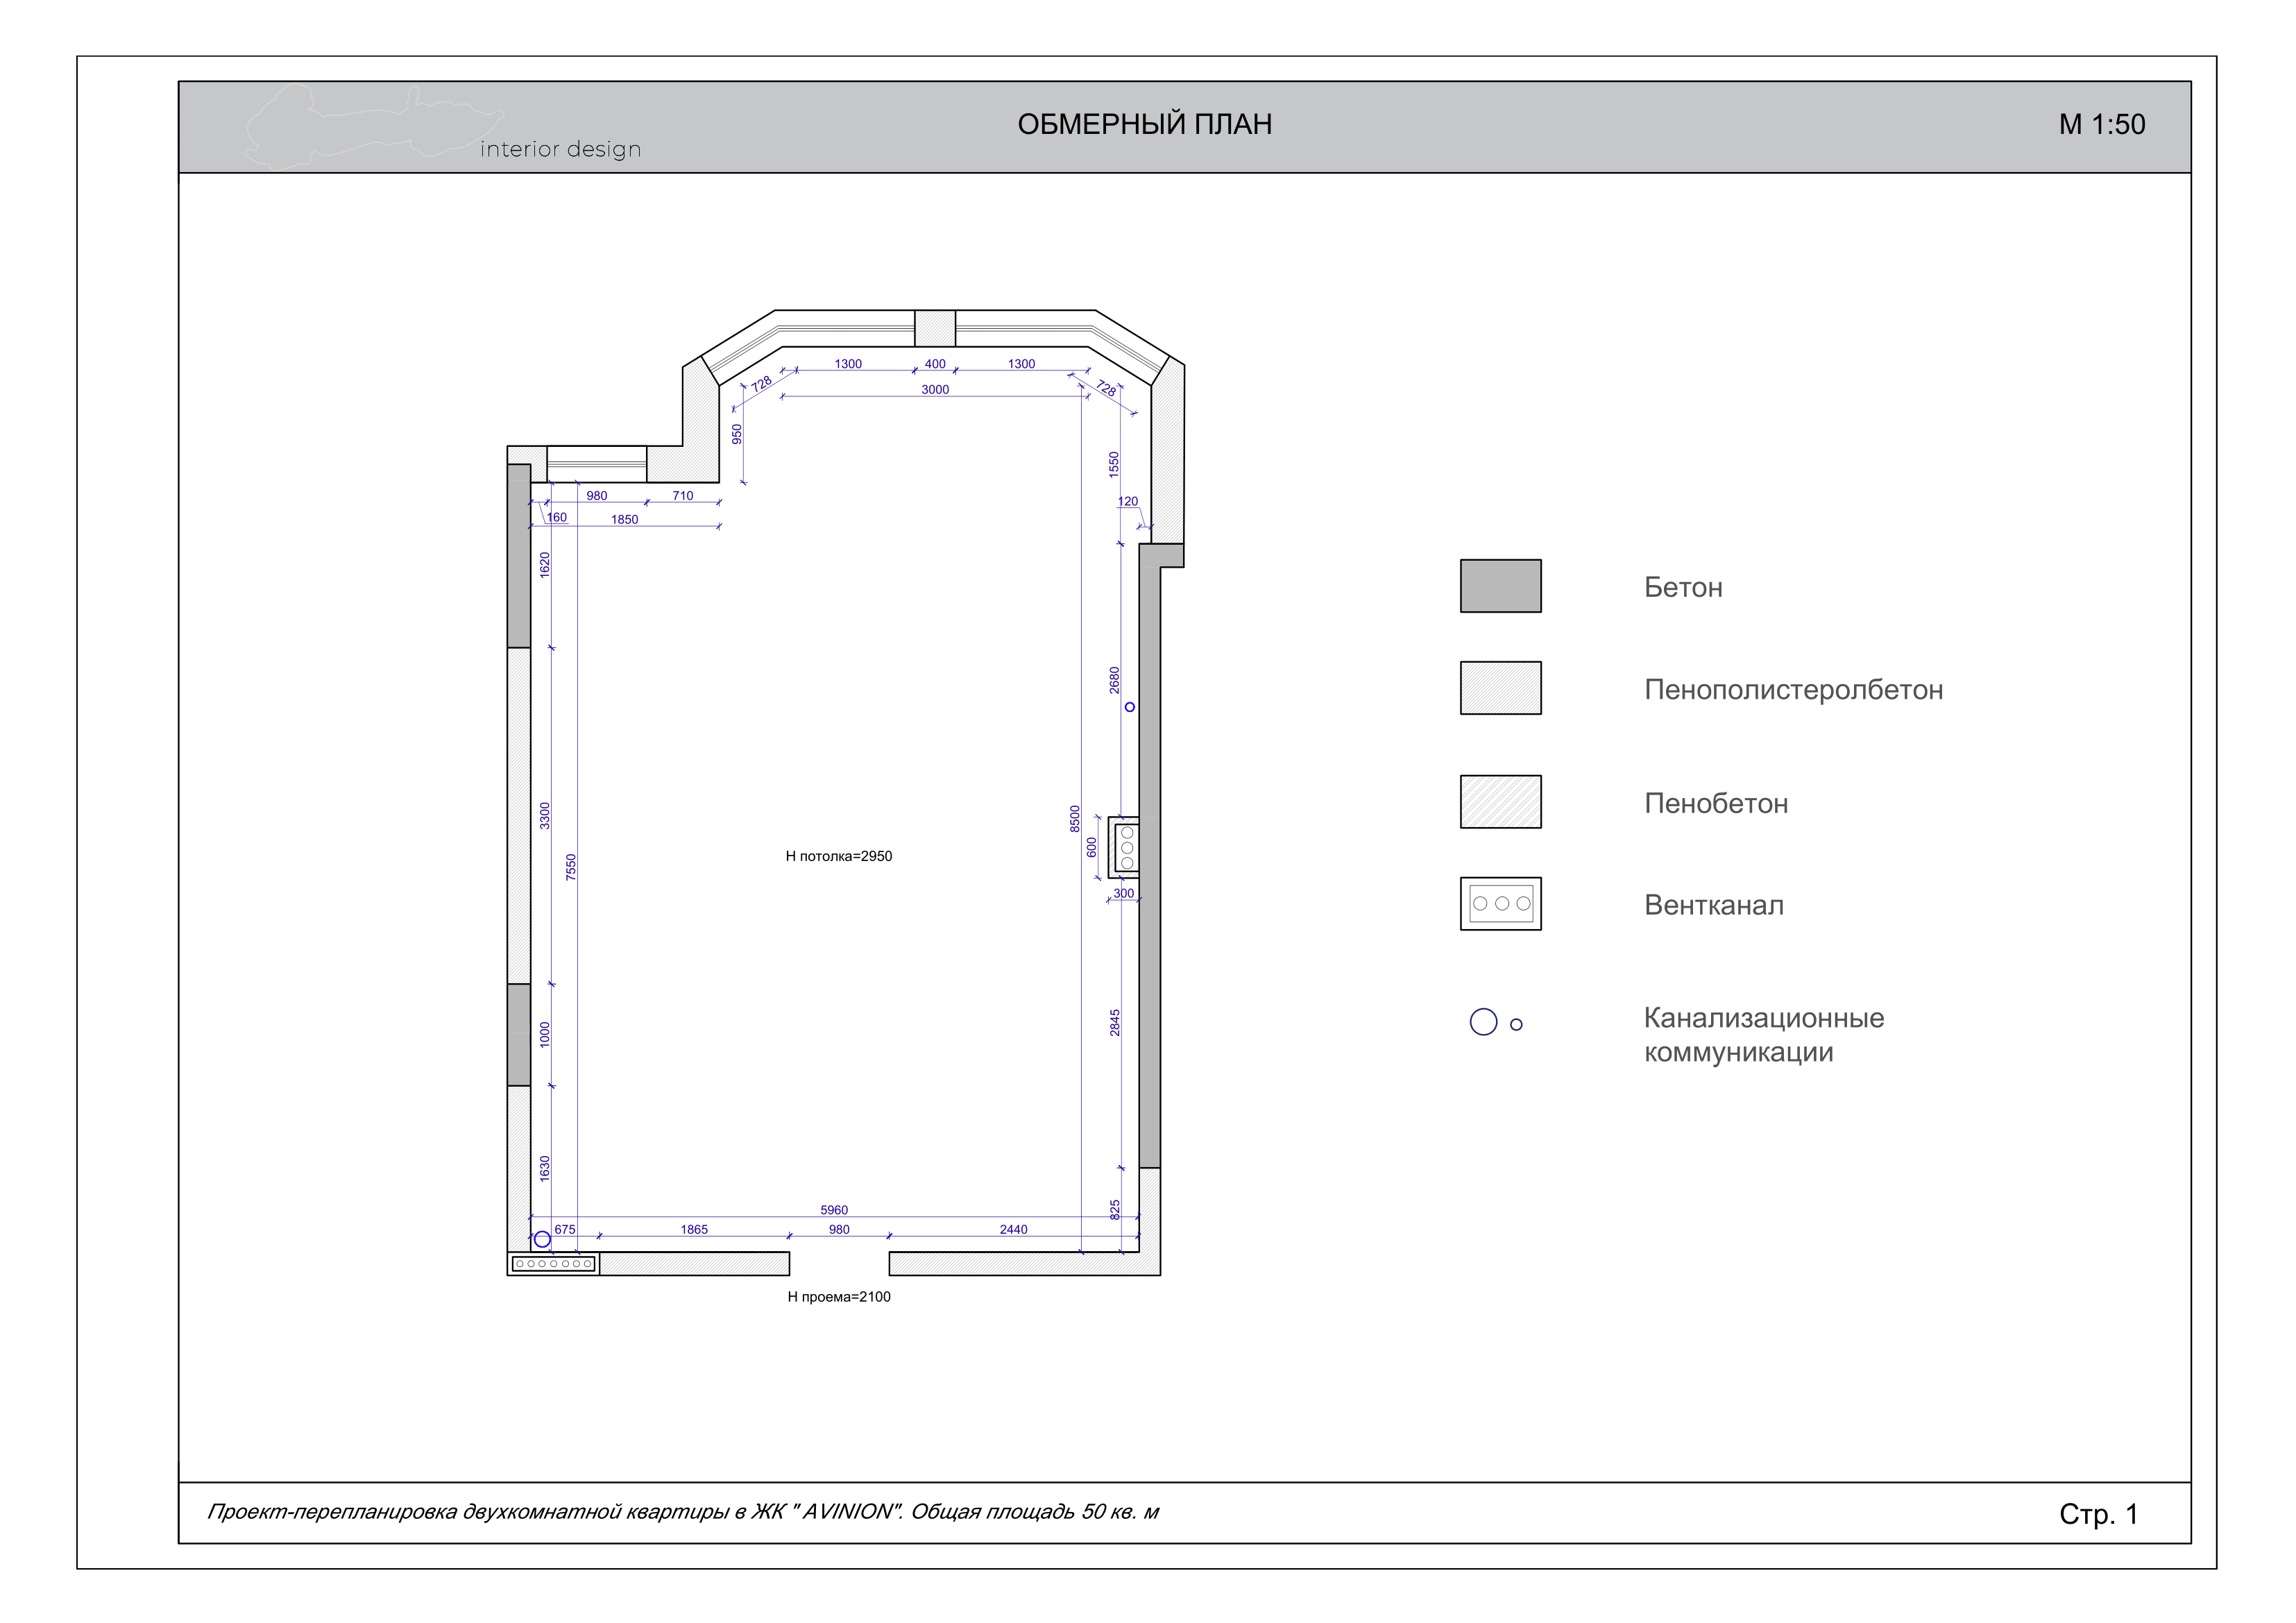 interior design
ОБМЕРНЫЙ ПЛАН
М 1:50
1300
400
1300
728
728
3000
950
1550
980
710
120
160
1850
1620
2680
3300
8500
600
7550
Н потолка=2950
300
1000
2845
1630
825
5960
675
1865
980
2440
Н проема=2100
Бетон
Пенополистеролбетон
Пенобетон
Вентканал
Канализационные
коммуникации
Проект-перепланировка двухкомнатной квартиры в ЖК " AVINION". Общая площадь 50 кв. м
Стр. 1